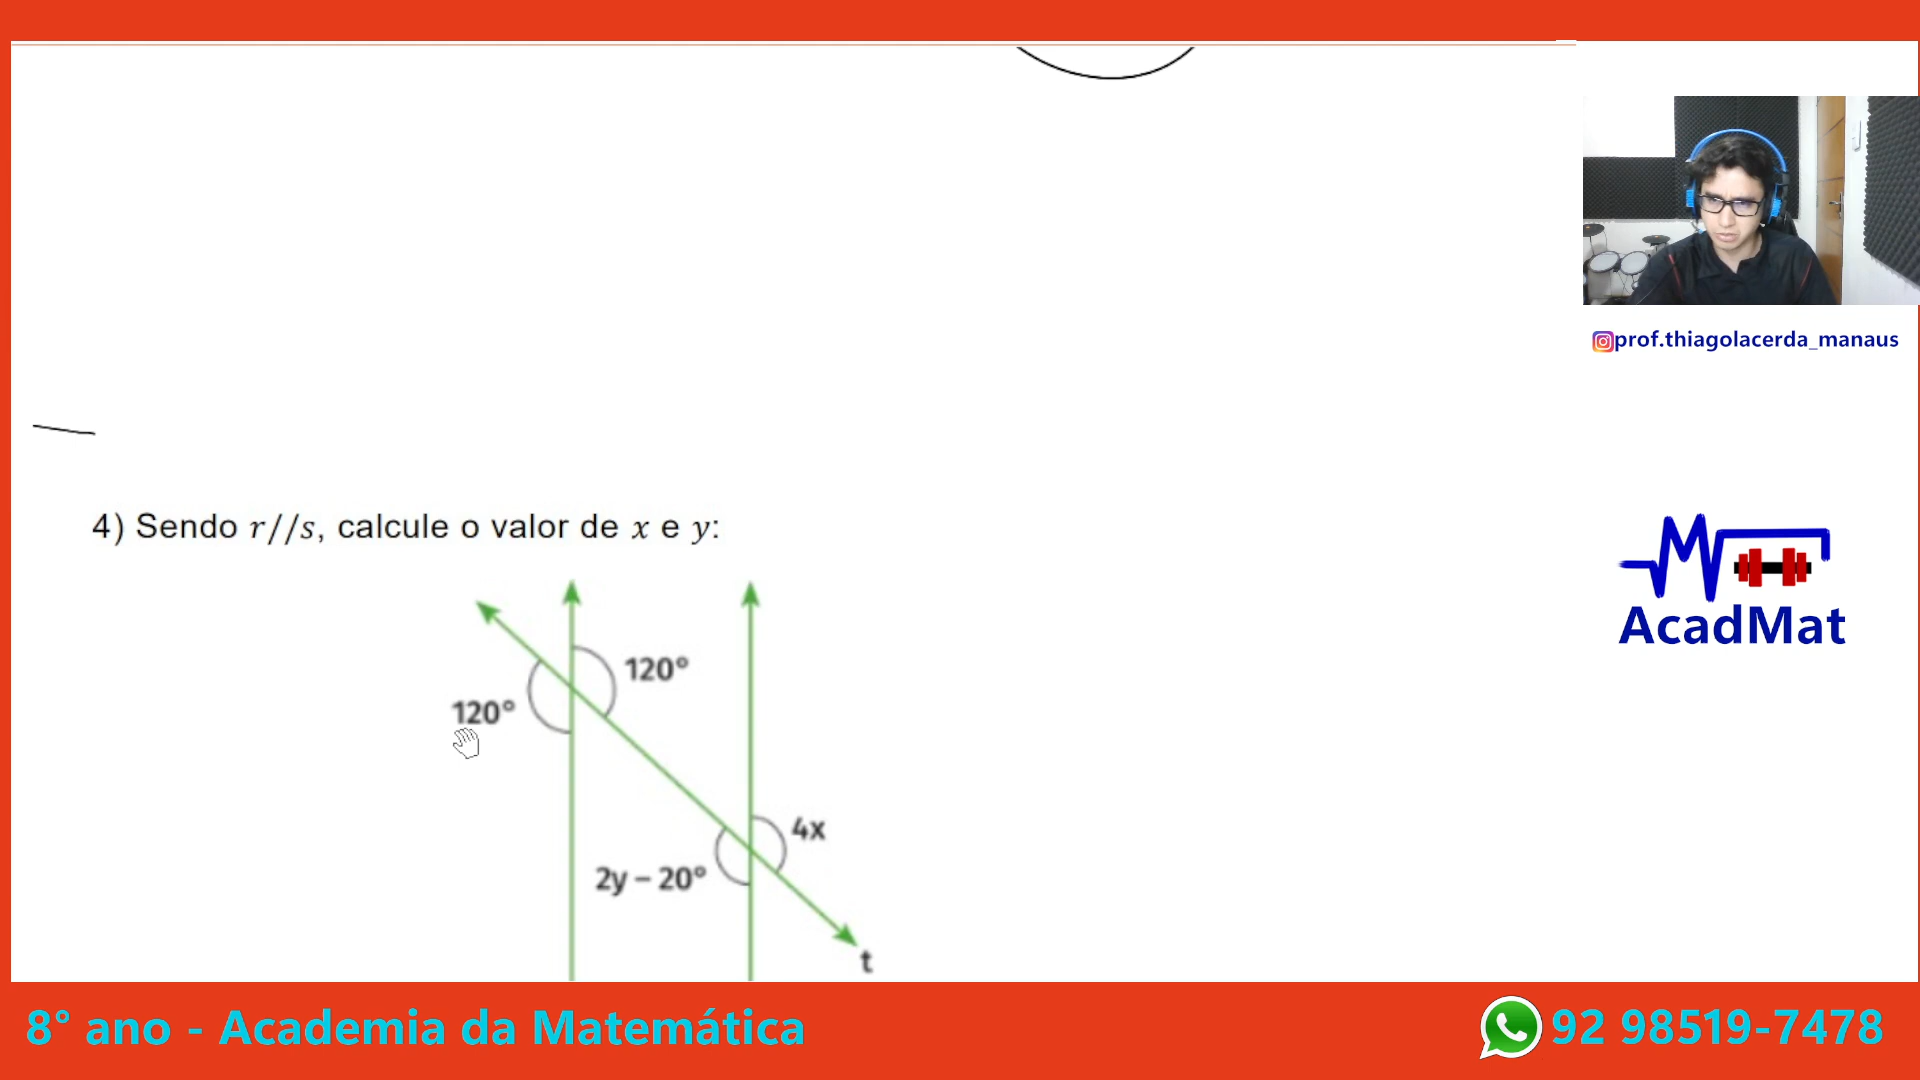 prof.thiagolacerda_manaus
4) Sendo r//s, calcule o valor de x e y:
120°
120°
4x
2y – 20°
t
AcadMat
8° ano - Academia da Matemática
92 98519-7478